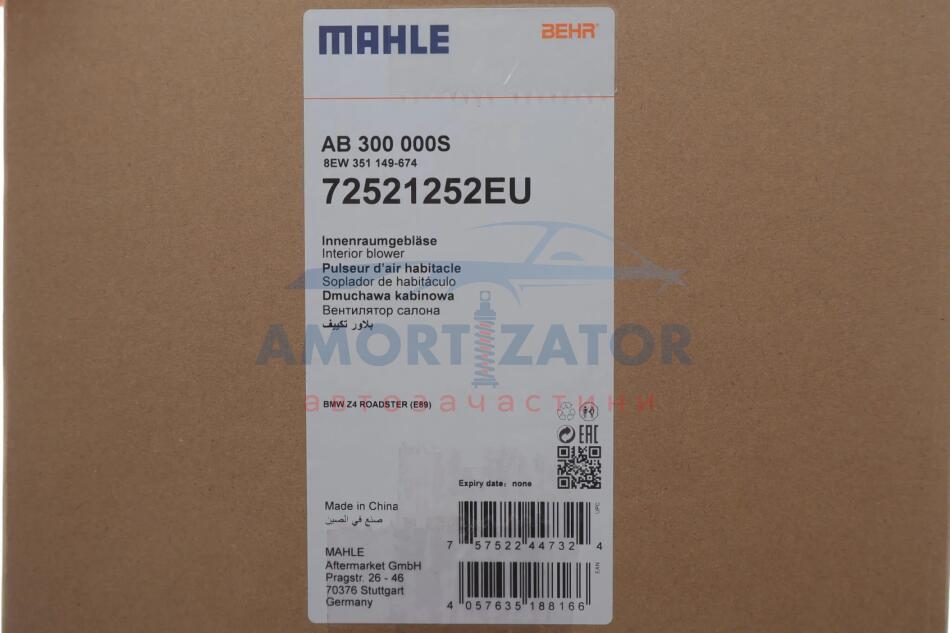 MAHLE
BEHR®
AB 300 000S
8EW 351 149-674
72521252EU
Innenraumgebläse
Interior blower
Pulseur d'air habitacle
Soplador de habitáculo
Dmuchawa kabinowa
Вентилятор салона
بلاور تكييف
AMORTIZATOR
автозачастини
BMW Z4 ROADSTER (E89)
EAC
Expiry date: none
Made in China
صنع في الصين
UPC
7 57522 44732 4
MAHLE
Aftermarket GmbH
Pragstr. 26 - 46
70376 Stuttgart
Germany
EAN
4 057635 188166